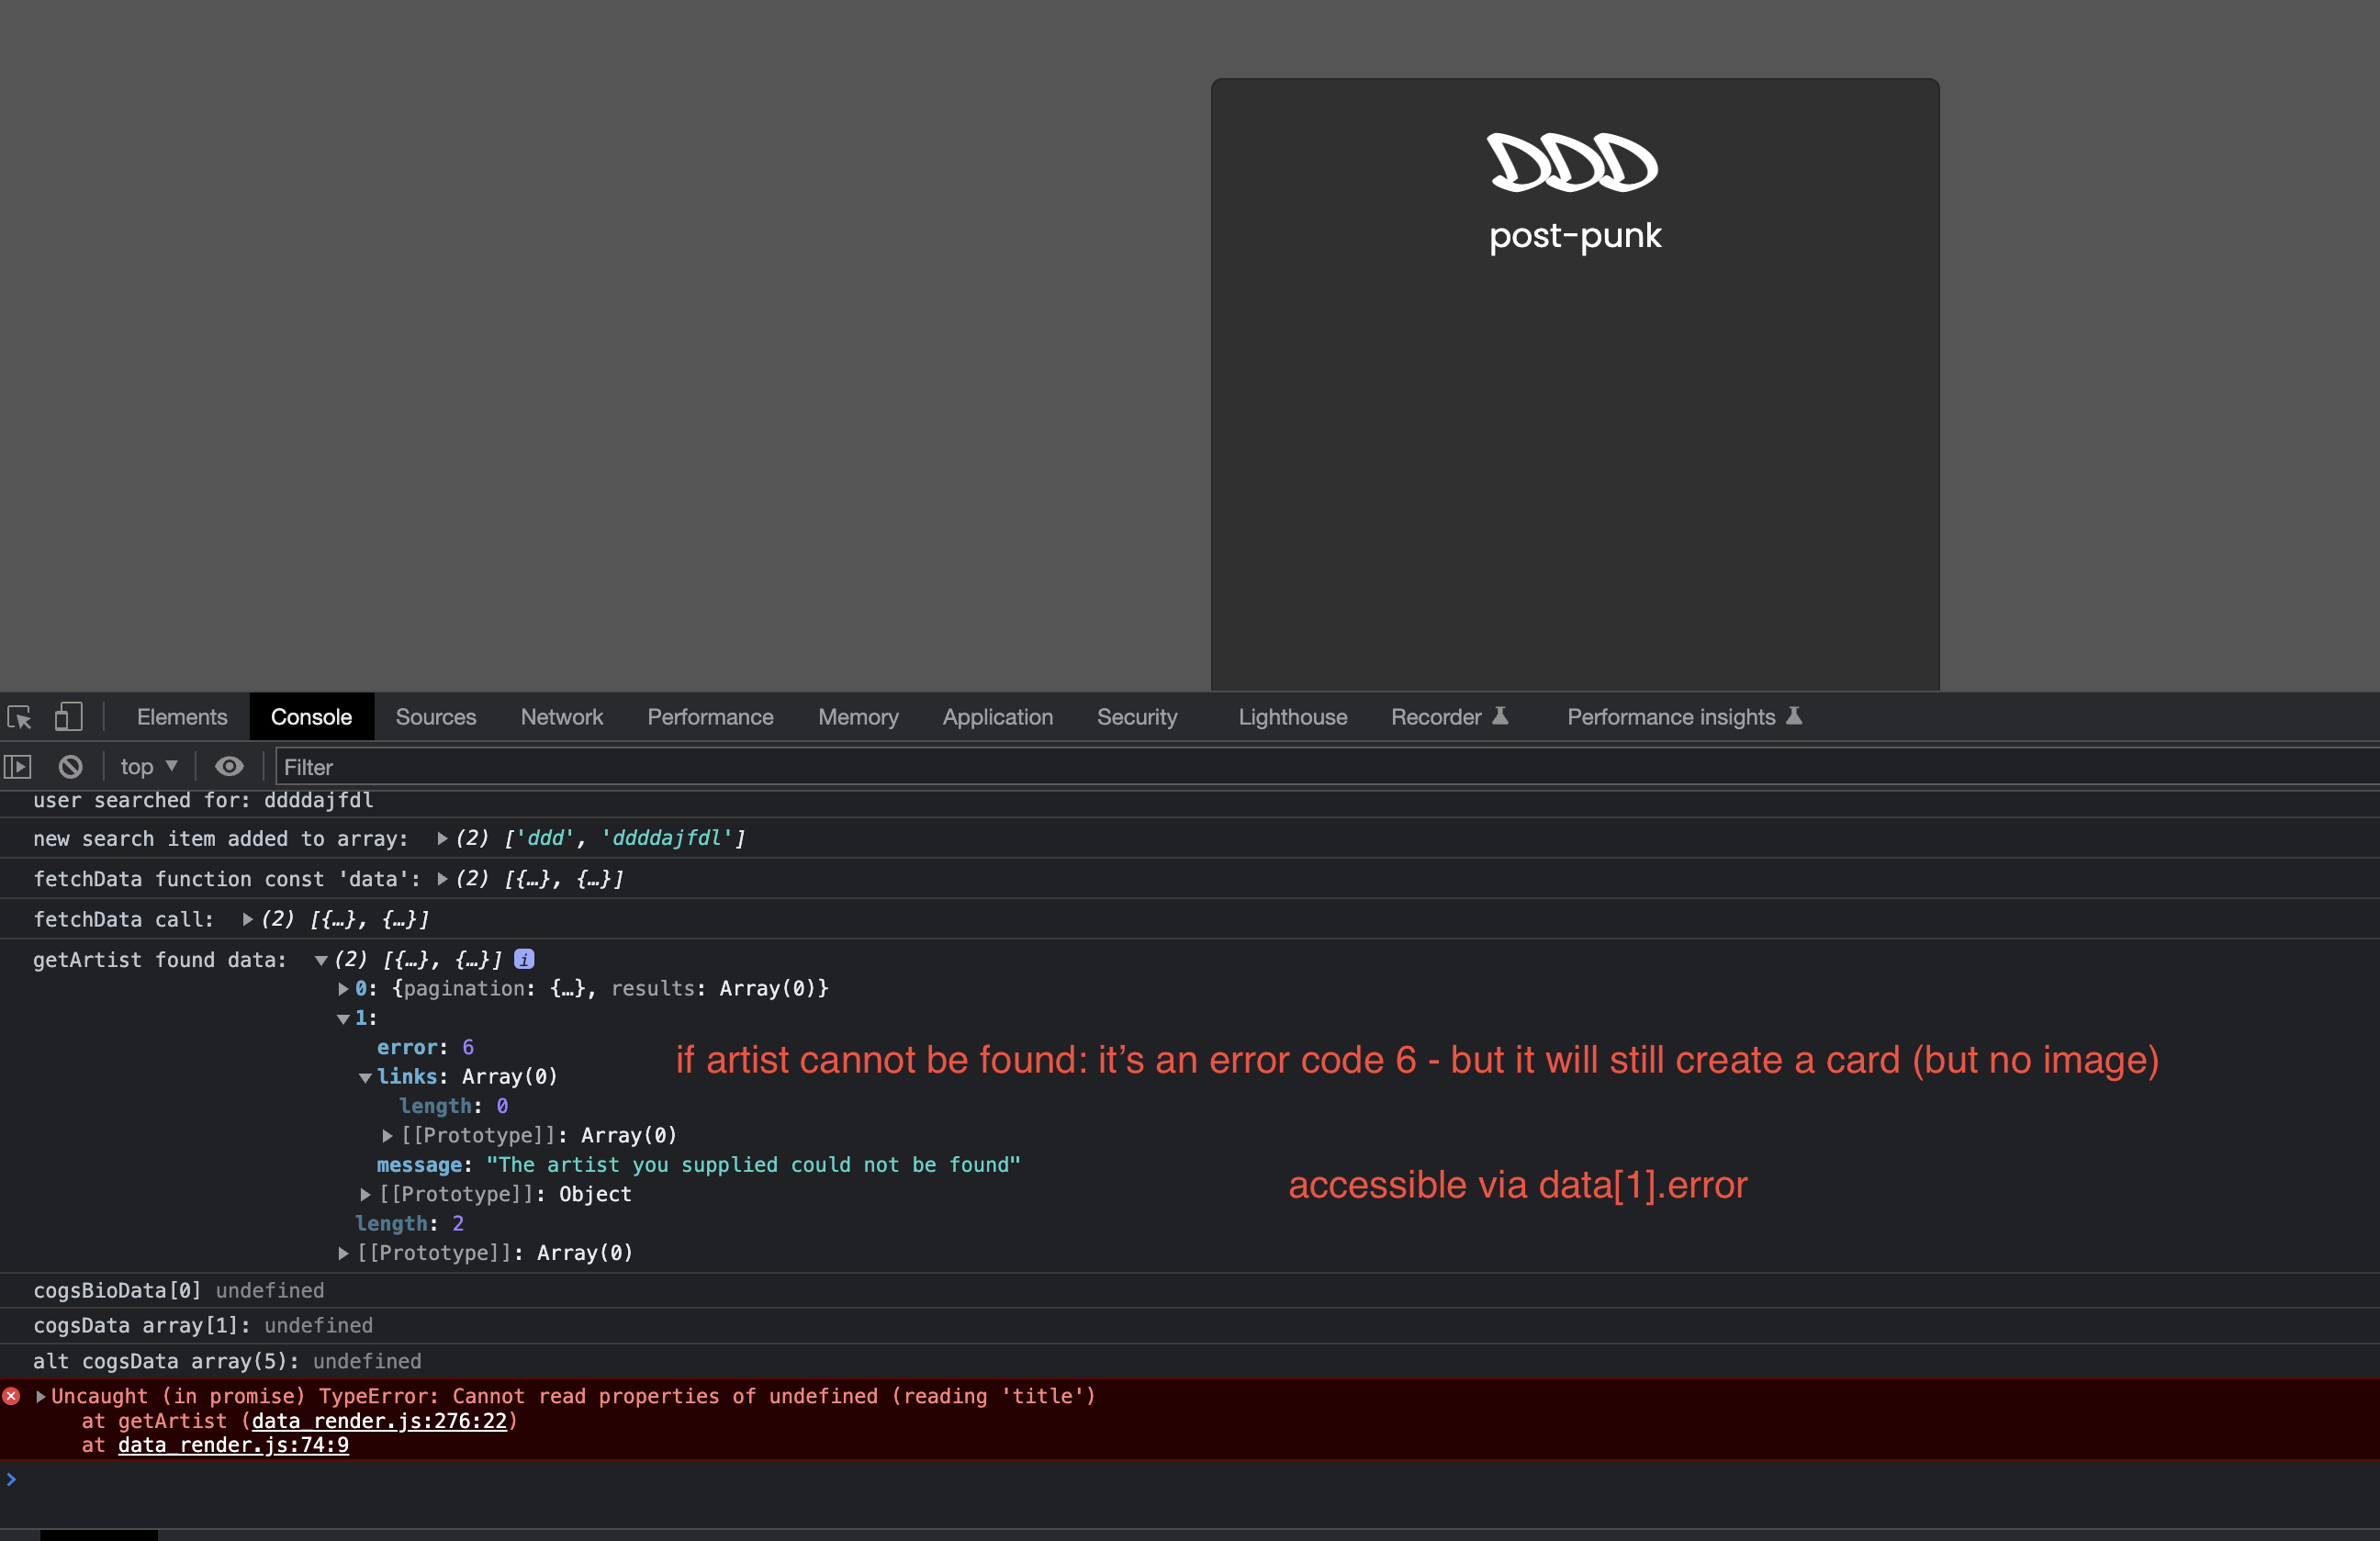 DDD
post-punk
Elements Console Sources Network Performance Memory Application Security Lighthouse Recorder Performance insights
top ▼ Filter
user searched for: ddddajfdl
new search item added to array: ▶(2) ['ddd', 'ddddajfdl']
fetchData function const 'data': ▶(2) [{…}, {…}]
fetchData call: ▶(2) [{…}, {…}]
getArtist found data: ▼(2) [{…}, {…}] i
▶0: {pagination: {…}, results: Array(0)}
▼1:
error: 6
if artist cannot be found: it’s an error code 6 - but it will still create a card (but no image)
▼links: Array(0)
length: 0
▶[[Prototype]]: Array(0)
message: "The artist you supplied could not be found"
accessible via data[1].error
▶[[Prototype]]: Object
length: 2
▶[[Prototype]]: Array(0)
cogsBioData[0] undefined
cogsData array[1]: undefined
alt cogsData array(5): undefined
▶Uncaught (in promise) TypeError: Cannot read properties of undefined (reading 'title')
at getArtist (data_render.js:276:22)
at data_render.js:74:9